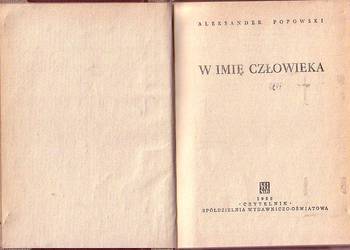 ALEKSANDER POPOWSKI
W IMIĘ CZŁOWIEKA
"CZYTELNIK"
SPÓŁDZIELNIA WYDAWNICZO-OŚWIATOWA